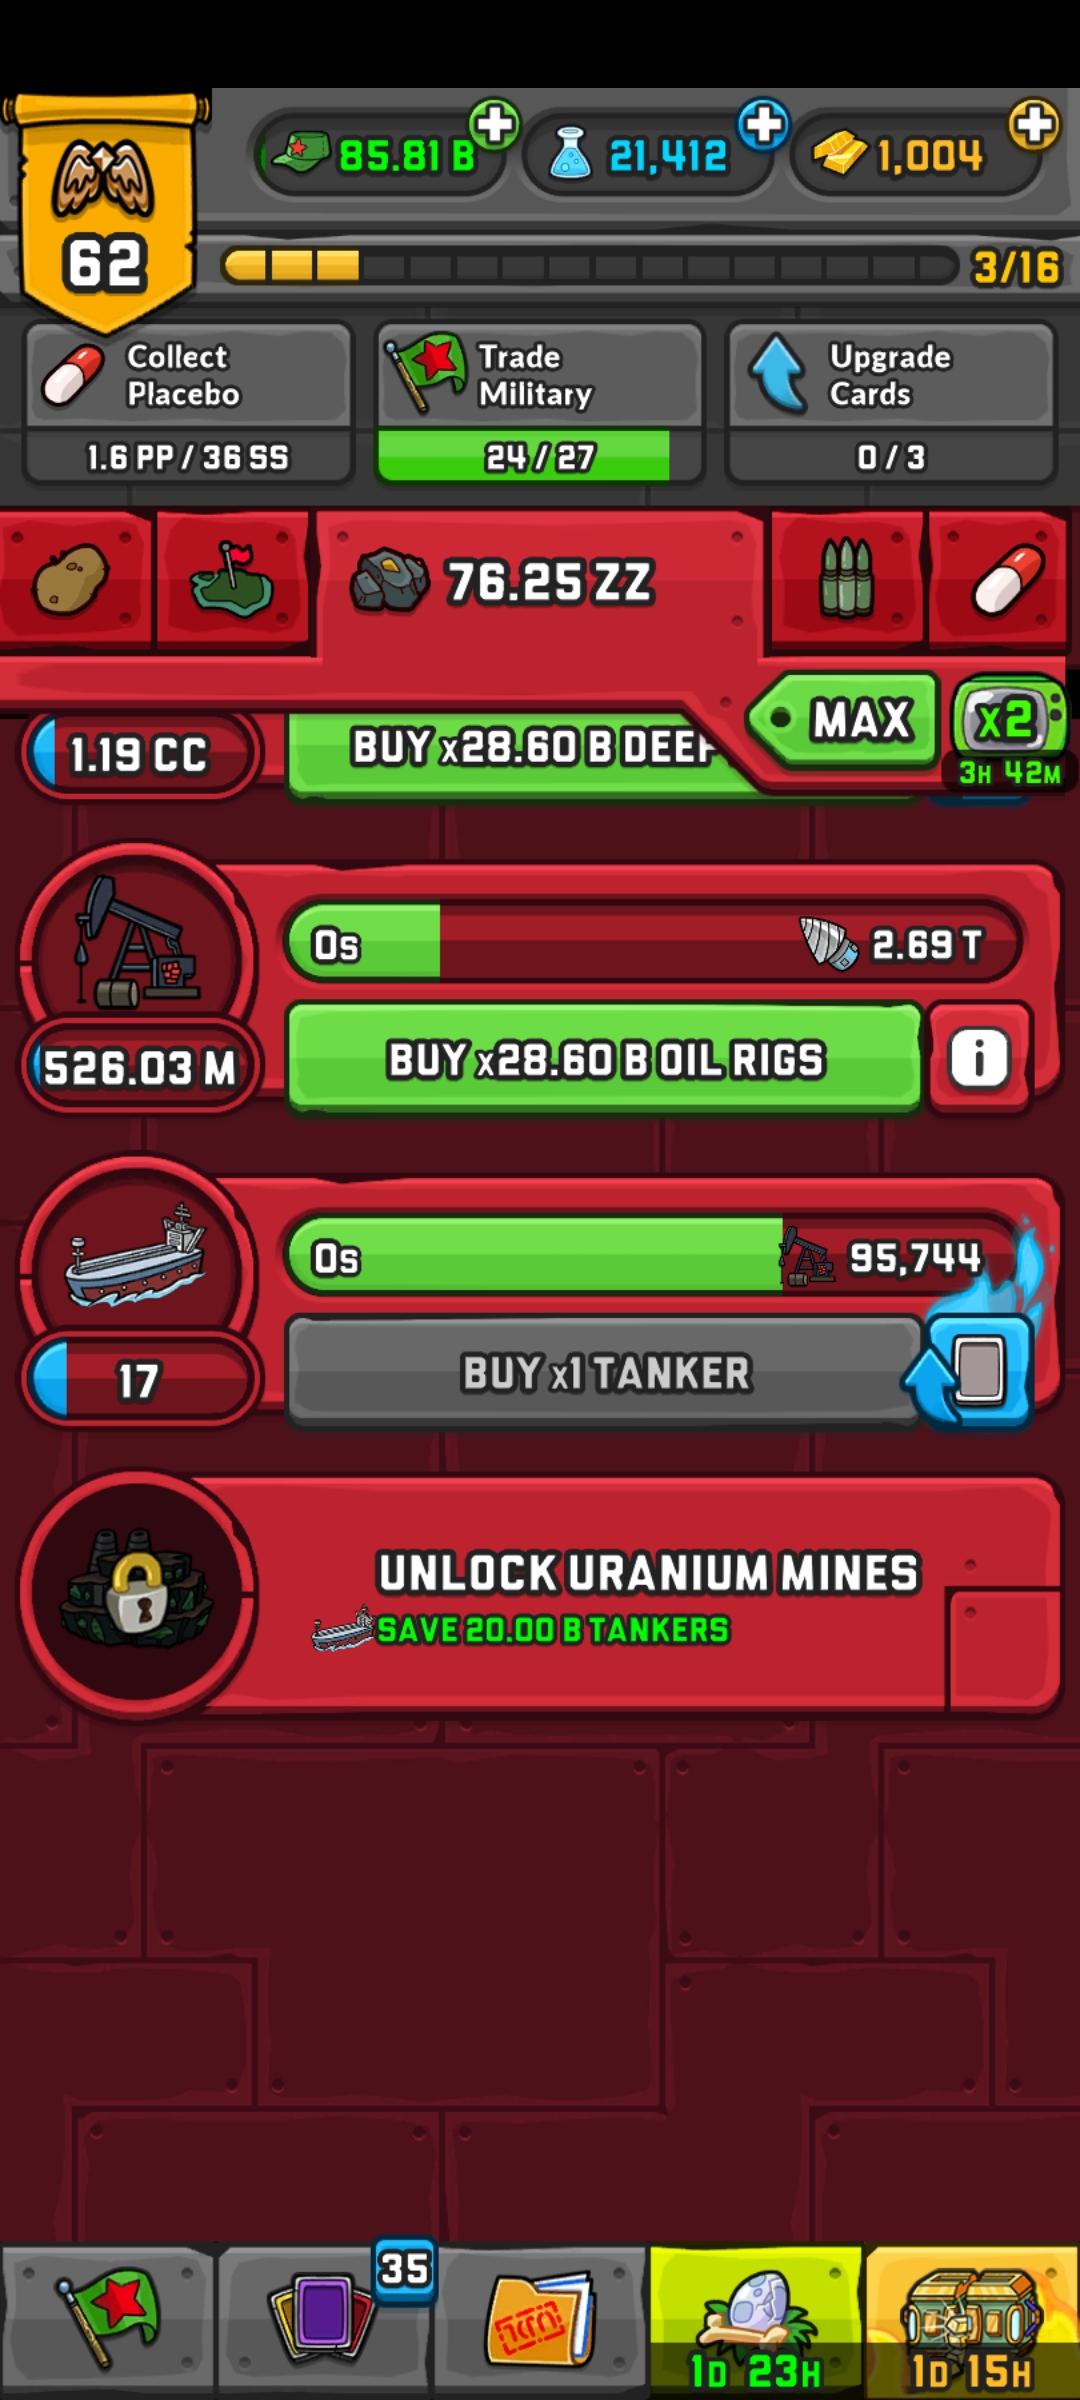 85.81 B
21,412
1,004
62
3/16
Collect
Placebo
1.6 PP / 36 SS
Trade
Military
24 / 27
Upgrade
Cards
0 / 3
76.25 ZZ
MAX
x2
3H 42M
1.19 CC
BUY x28.60 B DEEP
0s
2.69 T
526.03 M
BUY x28.60 B OIL RIGS
i
0s
95,744
17
BUY x1 TANKER
UNLOCK URANIUM MINES
SAVE 20.00 B TANKERS
35
1D 23H
1D 15H